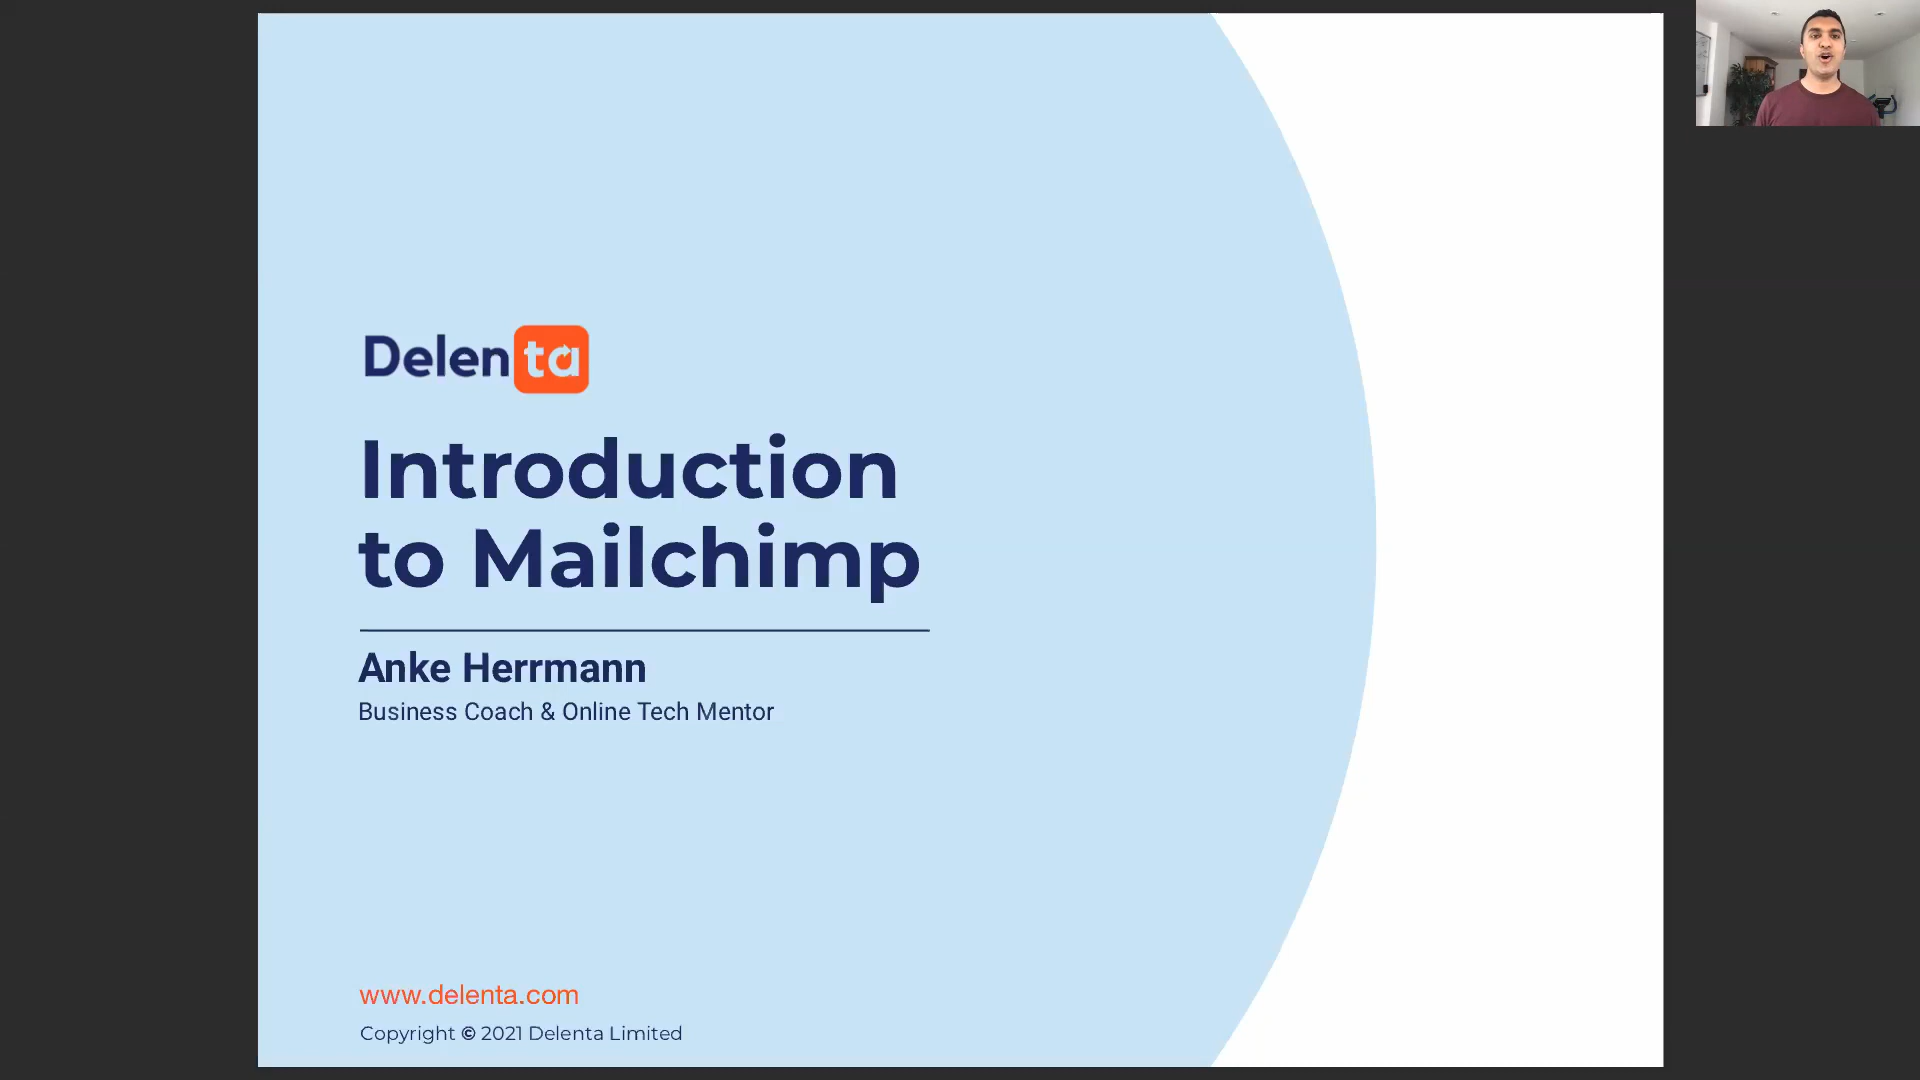 Delenta
Introduction
to Mailchimp
Anke Herrmann
Business Coach & Online Tech Mentor
www.delenta.com
Copyright © 2021 Delenta Limited